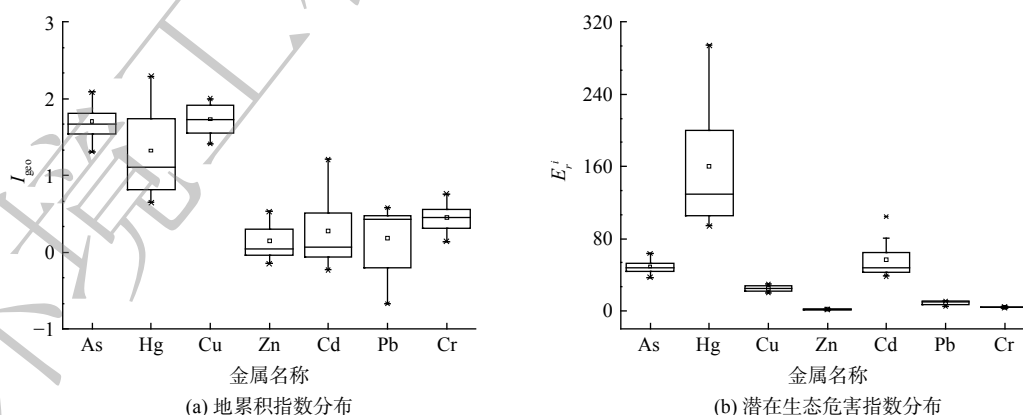 3
2
1
0
−1
I_geo
As Hg Cu Zn Cd Pb Cr
金属名称
(a) 地累积指数分布
320
240
160
80
0
E_r^i
As Hg Cu Zn Cd Pb Cr
金属名称
(b) 潜在生态危害指数分布
境